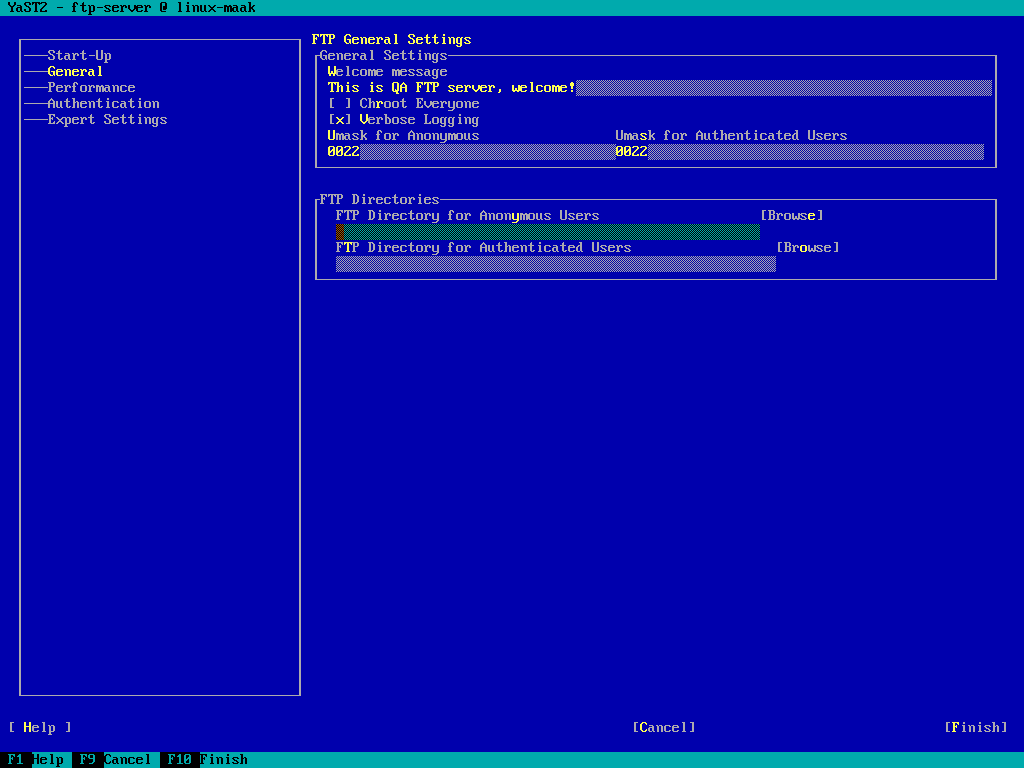 YaST2 - ftp-server @ linux-maak
Start-Up
General
Performance
Authentication
Expert Settings
FTP General Settings
General Settings
Welcome message
This is QA FTP server, welcome!
[ ] Chroot Everyone
[x] Verbose Logging
Umask for Anonymous Umask for Authenticated Users
0022 0022
FTP Directories
FTP Directory for Anonymous Users [Browse]
FTP Directory for Authenticated Users [Browse]
[ Help ] [Cancel] [Finish]
F1 Help F9 Cancel F10 Finish